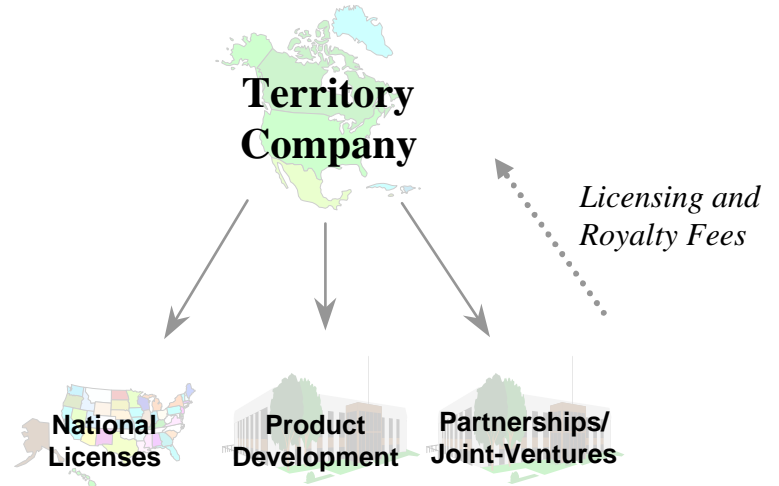 Territory
Company
Licensing and
Royalty Fees
National
Licenses
Product
Development
Partnerships/
Joint-Ventures